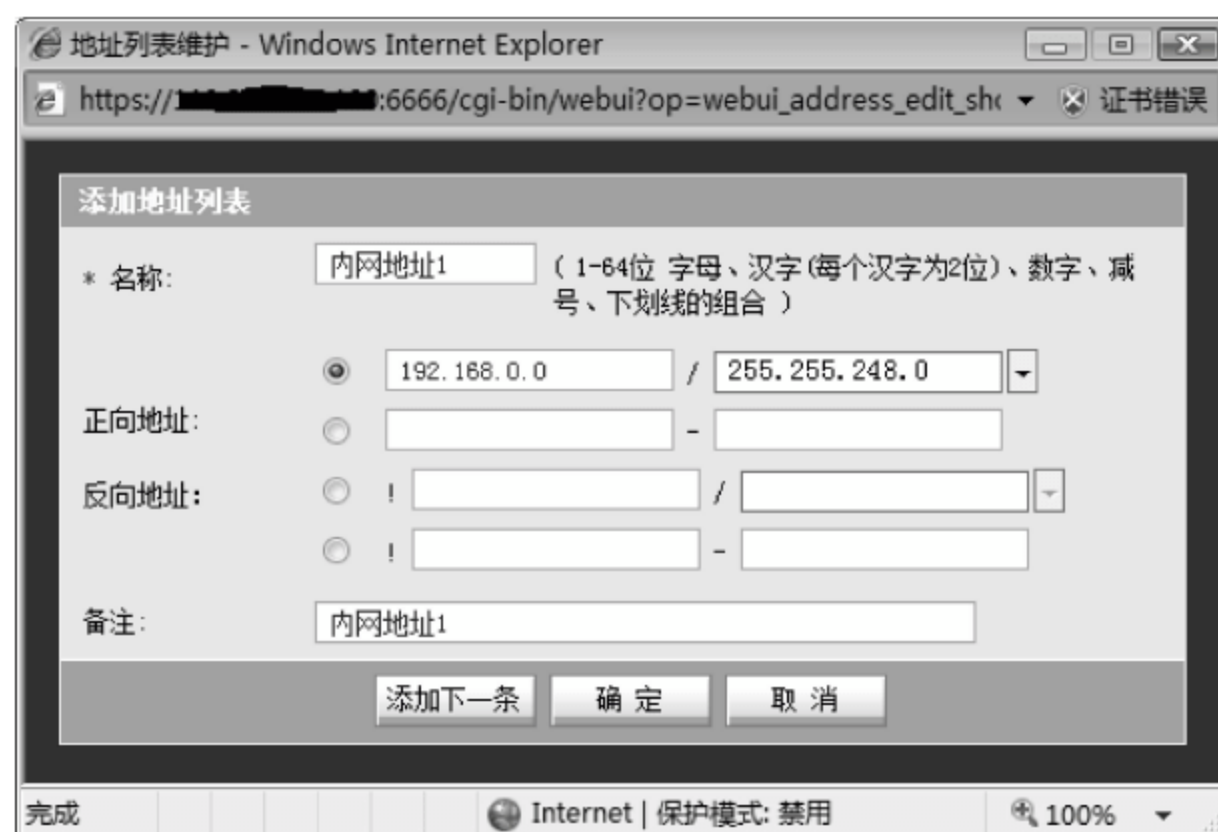 地址列表维护 - Windows Internet Explorer
https:// :6666/cgi-bin/webui?op=webui_address_edit_sh 证书错误
添加地址列表
* 名称: 内网地址1 ( 1-64位 字母、汉字(每个汉字为2位)、数字、减
号、下划线的组合 )
192.168.0.0 / 255.255.248.0
正向地址: -
反向地址: ! /
! -
备注: 内网地址1
添加下一条 确 定 取 消
完成 Internet | 保护模式: 禁用 100%